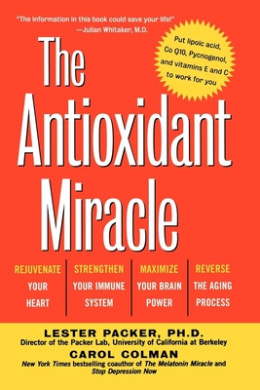 "The information in this book could save your life!"
—Julian Whitaker, M.D.
Put lipoic acid,
Co Q10, Pycnogenol,
and vitamins E and C
to work for you
The
Antioxidant
Miracle
REJUVENATE
YOUR
HEART
STRENGTHEN
YOUR IMMUNE
SYSTEM
MAXIMIZE
YOUR BRAIN
POWER
REVERSE
THE AGING
PROCESS
LESTER PACKER, PH.D.
Director of the Packer Lab, University of California at Berkeley
CAROL COLMAN
New York Times bestselling coauthor of The Melatonin Miracle and
Stop Depression Now